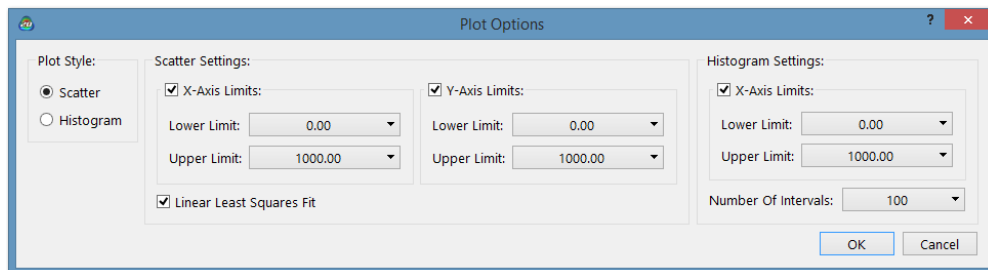 Plot Options
?
Plot Style:
Scatter
Histogram
Scatter Settings:
X-Axis Limits:
Lower Limit: 0.00
Upper Limit: 1000.00
Y-Axis Limits:
Lower Limit: 0.00
Upper Limit: 1000.00
Linear Least Squares Fit
Histogram Settings:
X-Axis Limits:
Lower Limit: 0.00
Upper Limit: 1000.00
Number Of Intervals: 100
OK Cancel